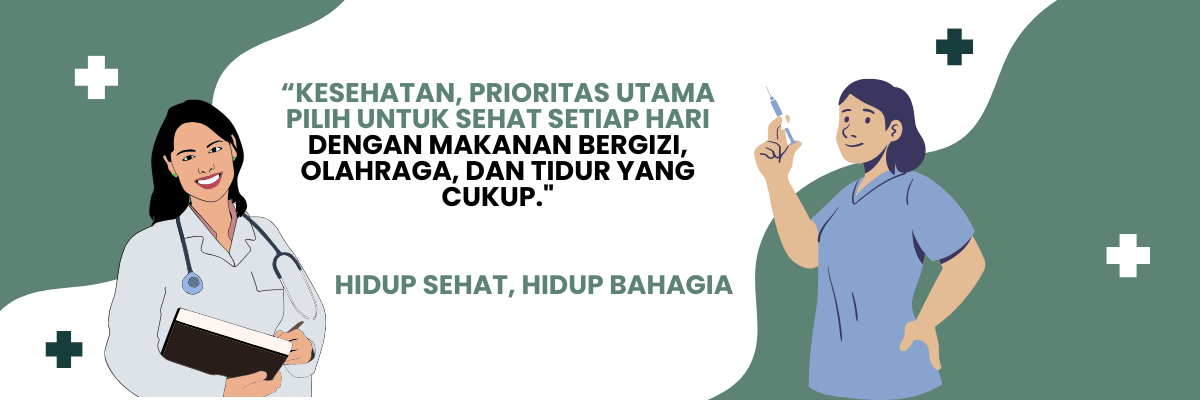 “KESEHATAN, PRIORITAS UTAMA
PILIH UNTUK SEHAT SETIAP HARI
DENGAN MAKANAN BERGIZI,
OLAHRAGA, DAN TIDUR YANG
CUKUP."
HIDUP SEHAT, HIDUP BAHAGIA